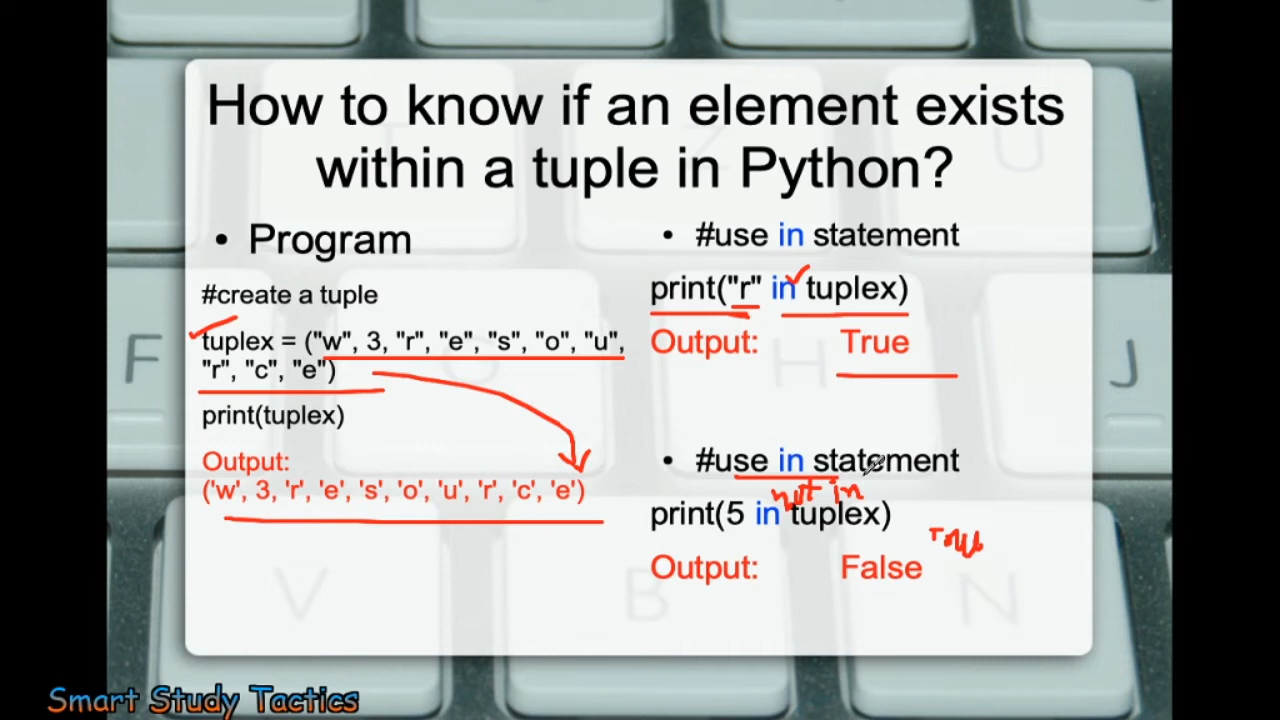 How to know if an element exists
within a tuple in Python?
• Program
#create a tuple
tuplex = ("w", 3, "r", "e", "s", "o", "u",
"r", "c", "e")
print(tuplex)
Output:
('w', 3, 'r', 'e', 's', 'o', 'u', 'r', 'c', 'e')
• #use in statement
print("r" in tuplex)
Output: True
• #use in statement
not in
print(5 in tuplex)
Output: False
F
J
V
B
N
H
Smart Study Tactics